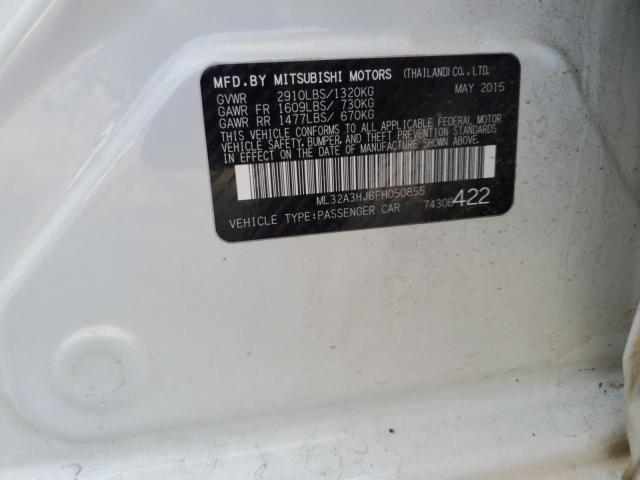 MFD.BY MITSUBISHI MOTORS (THAILAND)CO.,LTD.
GVWR 2910LBS/1320KG MAY 2015
GAWR FR 1609LBS/ 730KG
GAWR RR 1477LBS/ 670KG
THIS VEHICLE CONFORMS TO ALL APPLICABLE FEDERAL MOTOR
VEHICLE SAFETY, BUMPER, AND THEFT PREVENTION STANDARDS
IN EFFECT ON THE DATE OF MANUFACTURE SHOWN ABOVE.
ML32A3HJ6FH050855
VEHICLE TYPE:PASSENGER CAR 7430B422